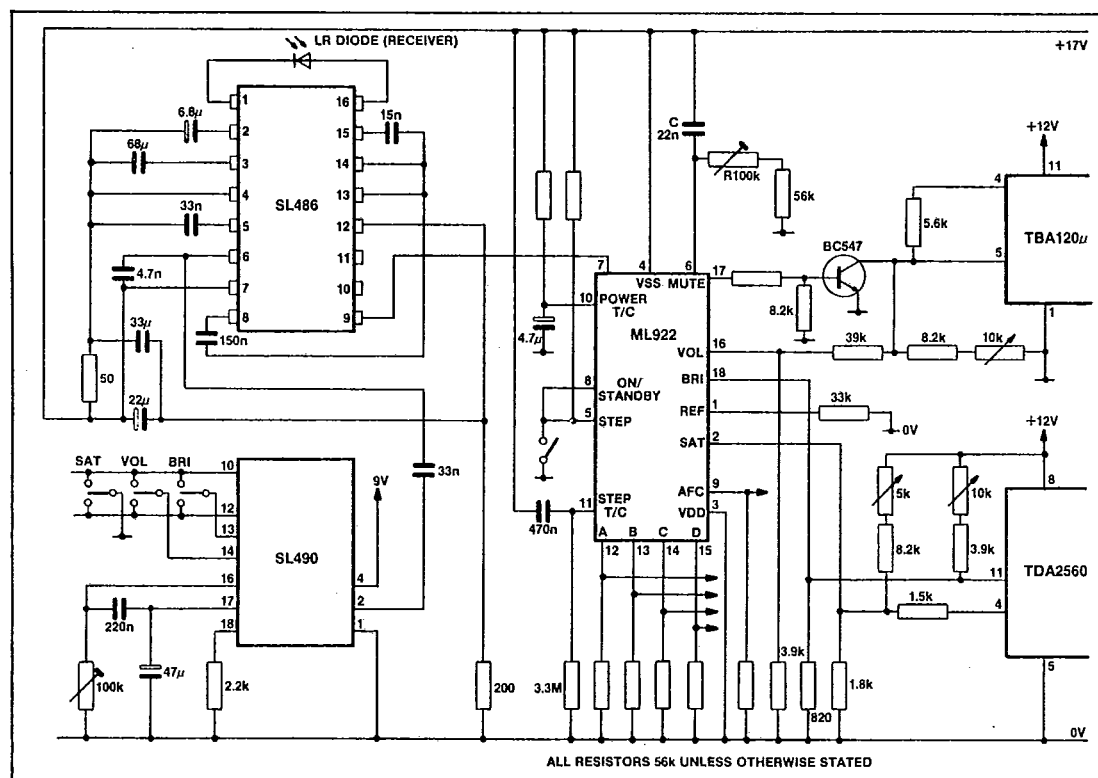 +17V
LR DIODE (RECEIVER)
1
16
6.8µ
2
15
15n
68µ
3
14
4
13
SL486
33n
5
12
6
11
4.7n
7
10
8
9
150n
33µ
50
22µ
33n
SAT VOL BRI
10
12
13
14
16
17
18
SL490
9V
4
2
1
220n
100k
47µ
2.2k
200
C
22n
R100k
56k
7
4
6
VSS MUTE
17
10
POWER
T/C
4.7µ
ML922
VOL
16
BRI
18
8
ON/
STANDBY
REF
1
5
STEP
SAT
2
AFC
9
VDD
3
11
STEP
T/C
470n
A B C D
12 13 14 15
3.3M
33k
0V
BC547
8.2k
39k
8.2k
10k
5.6k
+12V
11
4
5
TBA120µ
1
+12V
8
5k
10k
8.2k
3.9k
11
TDA2560
1.5k
4
5
3.9k
820
1.8k
0V
ALL RESISTORS 56k UNLESS OTHERWISE STATED